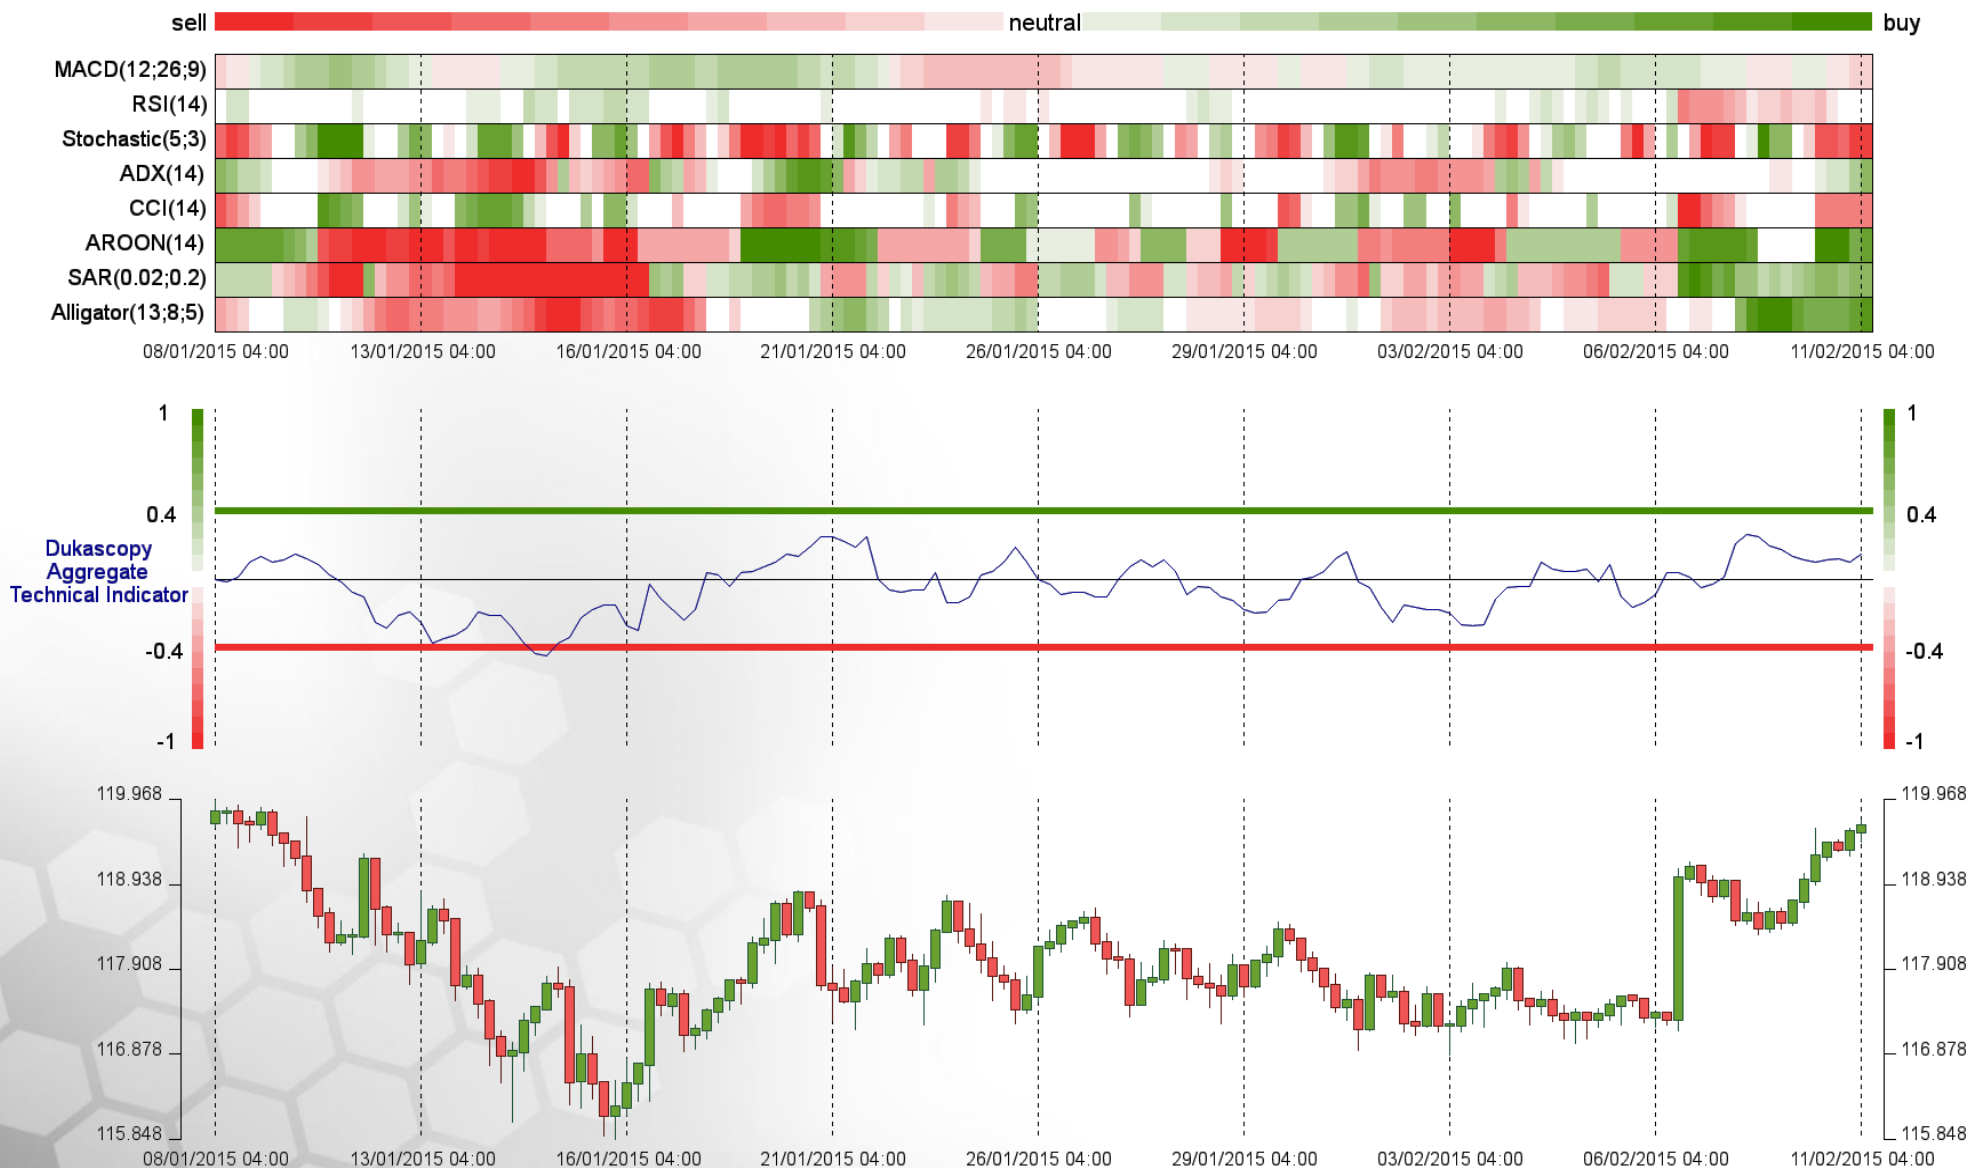 sell neutral buy
MACD(12;26;9)
RSI(14)
Stochastic(5;3)
ADX(14)
CCI(14)
AROON(14)
SAR(0.02;0.2)
Alligator(13;8;5)
08/01/2015 04:00 13/01/2015 04:00 16/01/2015 04:00 21/01/2015 04:00 26/01/2015 04:00 29/01/2015 04:00 03/02/2015 04:00 06/02/2015 04:00 11/02/2015 04:00
1 1
0.4 0.4
Dukascopy
Aggregate
Technical Indicator
-0.4 -0.4
-1 -1
119.968 119.968
118.938 118.938
117.908 117.908
116.878 116.878
115.848 115.848
08/01/2015 04:00 13/01/2015 04:00 16/01/2015 04:00 21/01/2015 04:00 26/01/2015 04:00 29/01/2015 04:00 03/02/2015 04:00 06/02/2015 04:00 11/02/2015 04:00